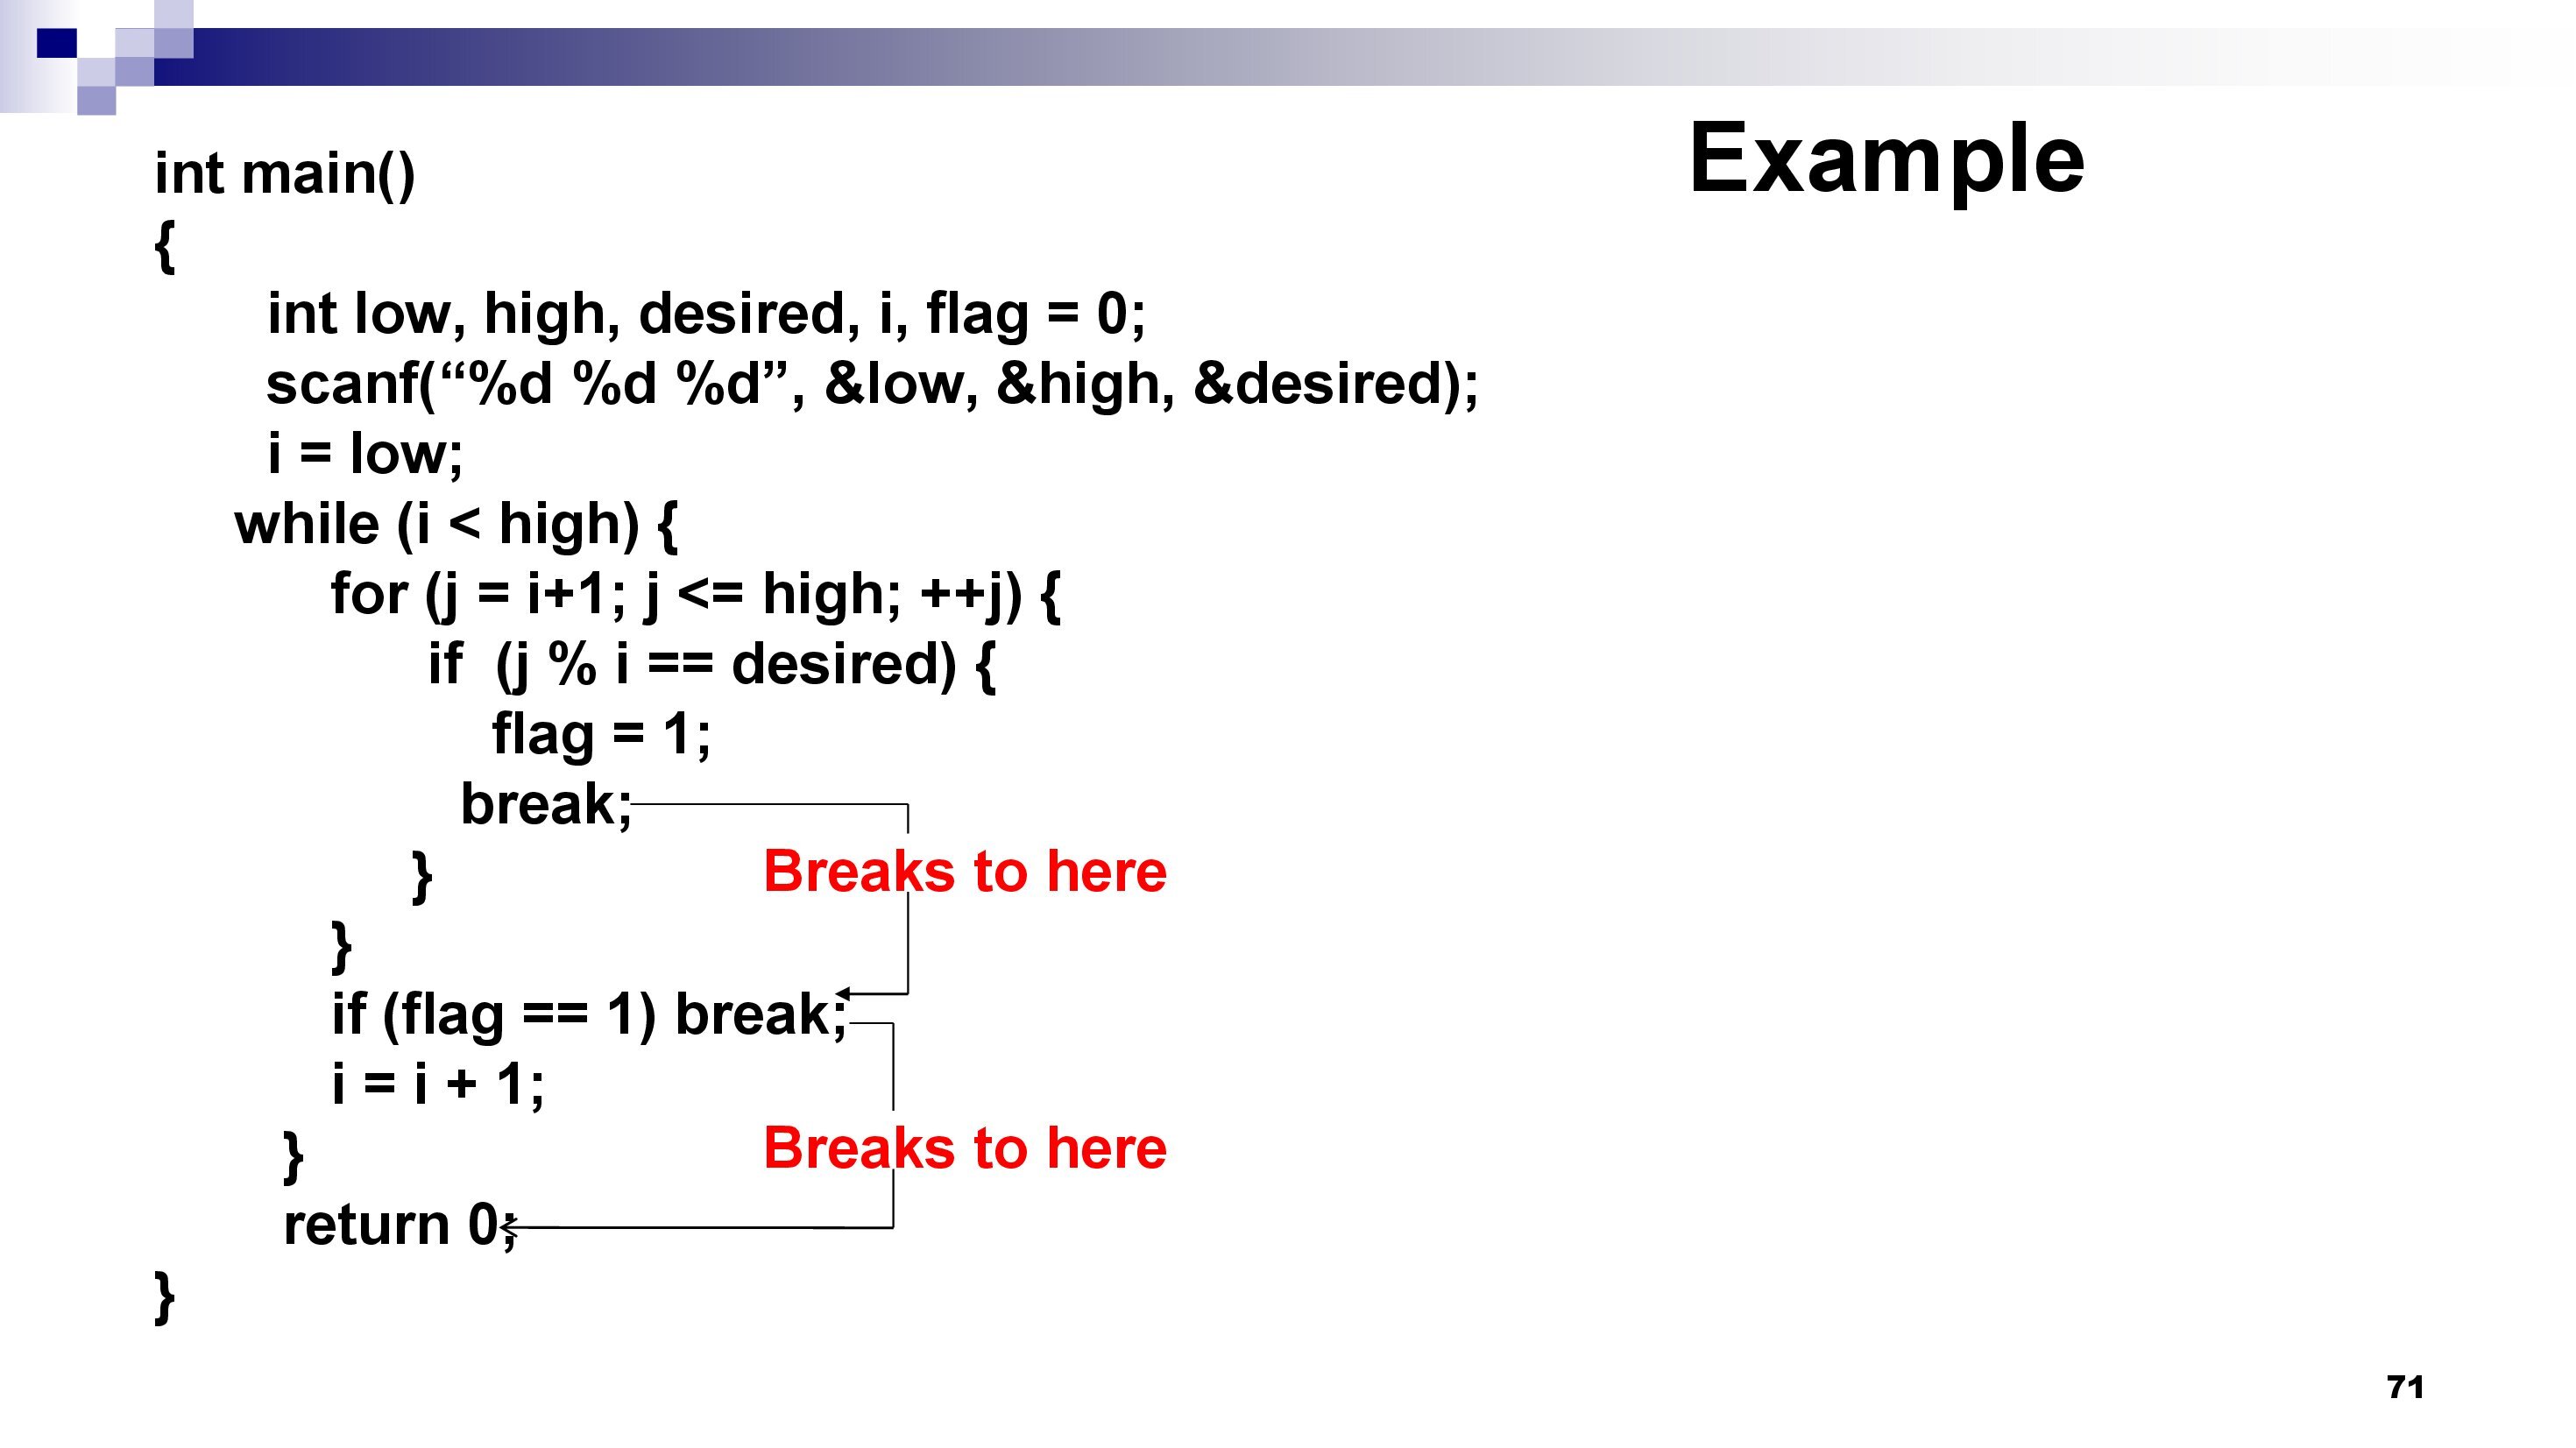 Example
int main()
{
int low, high, desired, i, flag = 0;
scanf(“%d %d %d”, &low, &high, &desired);
i = low;
while (i < high) {
for (j = i+1; j <= high; ++j) {
if  (j % i == desired) {
flag = 1;
break;
}
Breaks to here
}
if (flag == 1) break;
i = i + 1;
}
Breaks to here
return 0;
}
71